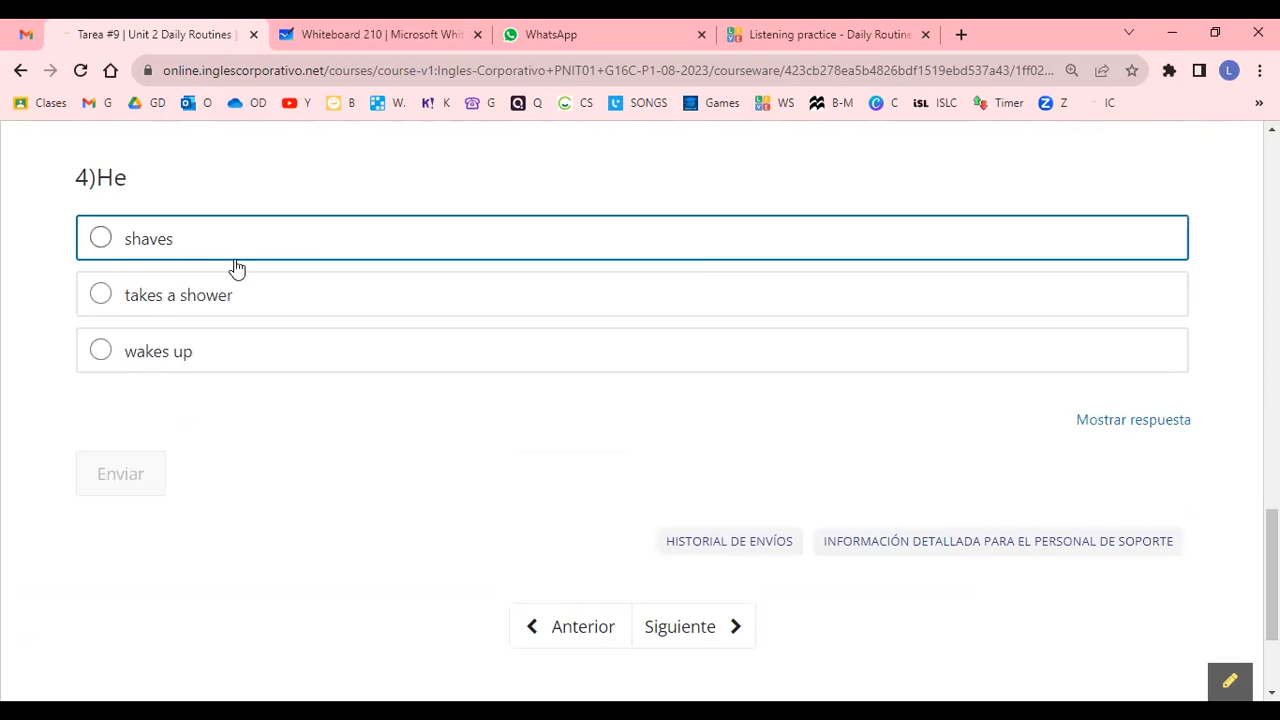 Tarea #9 | Unit 2 Daily Routines |
Whiteboard 210 | Microsoft Whit
WhatsApp
Listening practice - Daily Routine
online.inglescorporativo.net/courses/course-v1:Ingles-Corporativo+PNIT01+G16C-P1-08-2023/courseware/423cb278ea5b4826bdf1519ebd537a43/1ff02...
L
Clases G GD O OD Y B W. K G Q CS SONGS Games WS B-M C ISLC Timer Z IC »
4)He
shaves
takes a shower
wakes up
Mostrar respuesta
Enviar
HISTORIAL DE ENVÍOS
INFORMACIÓN DETALLADA PARA EL PERSONAL DE SOPORTE
Anterior
Siguiente